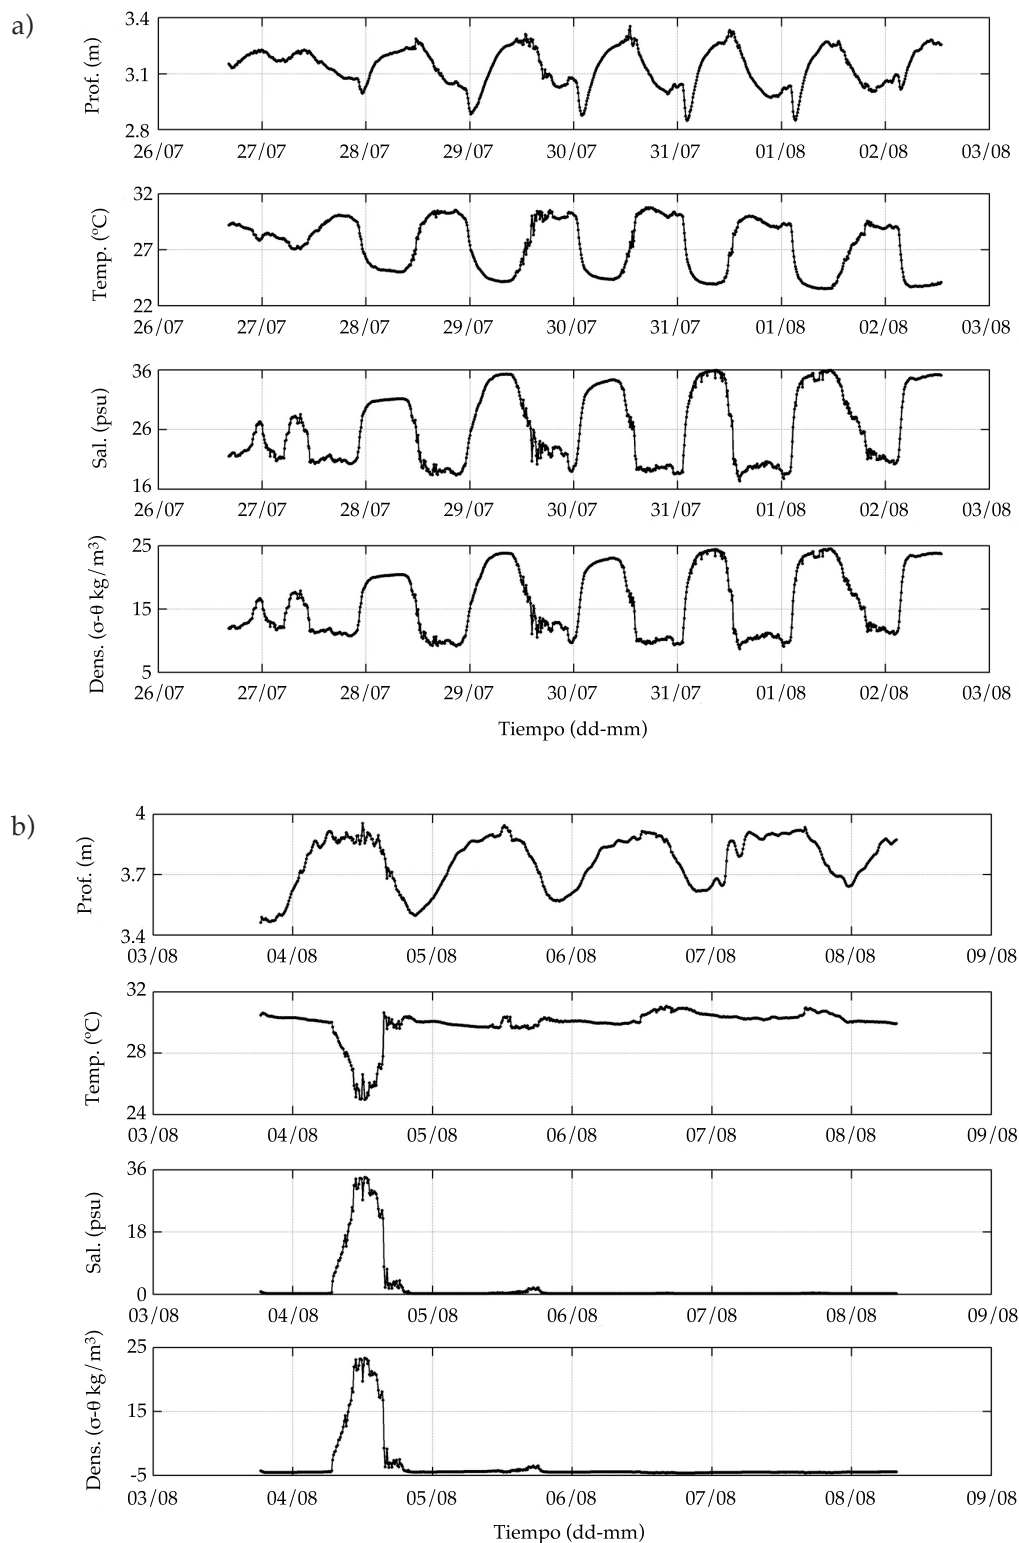 a)
Prof. (m)
3.4
3.1
2.8
26/07 27/07 28/07 29/07 30/07 31/07 01/08 02/08 03/08
Temp. (ºC)
32
27
22
26/07 27/07 28/07 29/07 30/07 31/07 01/08 02/08 03/08
Sal. (psu)
36
26
16
26/07 27/07 28/07 29/07 30/07 31/07 01/08 02/08 03/08
Dens. (σ-θ kg/m³)
25
15
5
26/07 27/07 28/07 29/07 30/07 31/07 01/08 02/08 03/08
Tiempo (dd-mm)
b)
Prof. (m)
4
3.7
3.4
03/08 04/08 05/08 06/08 07/08 08/08 09/08
Temp. (ºC)
32
28
24
03/08 04/08 05/08 06/08 07/08 08/08 09/08
Sal. (psu)
36
18
0
03/08 04/08 05/08 06/08 07/08 08/08 09/08
Dens. (σ-θ kg/m³)
25
15
-5
03/08 04/08 05/08 06/08 07/08 08/08 09/08
Tiempo (dd-mm)